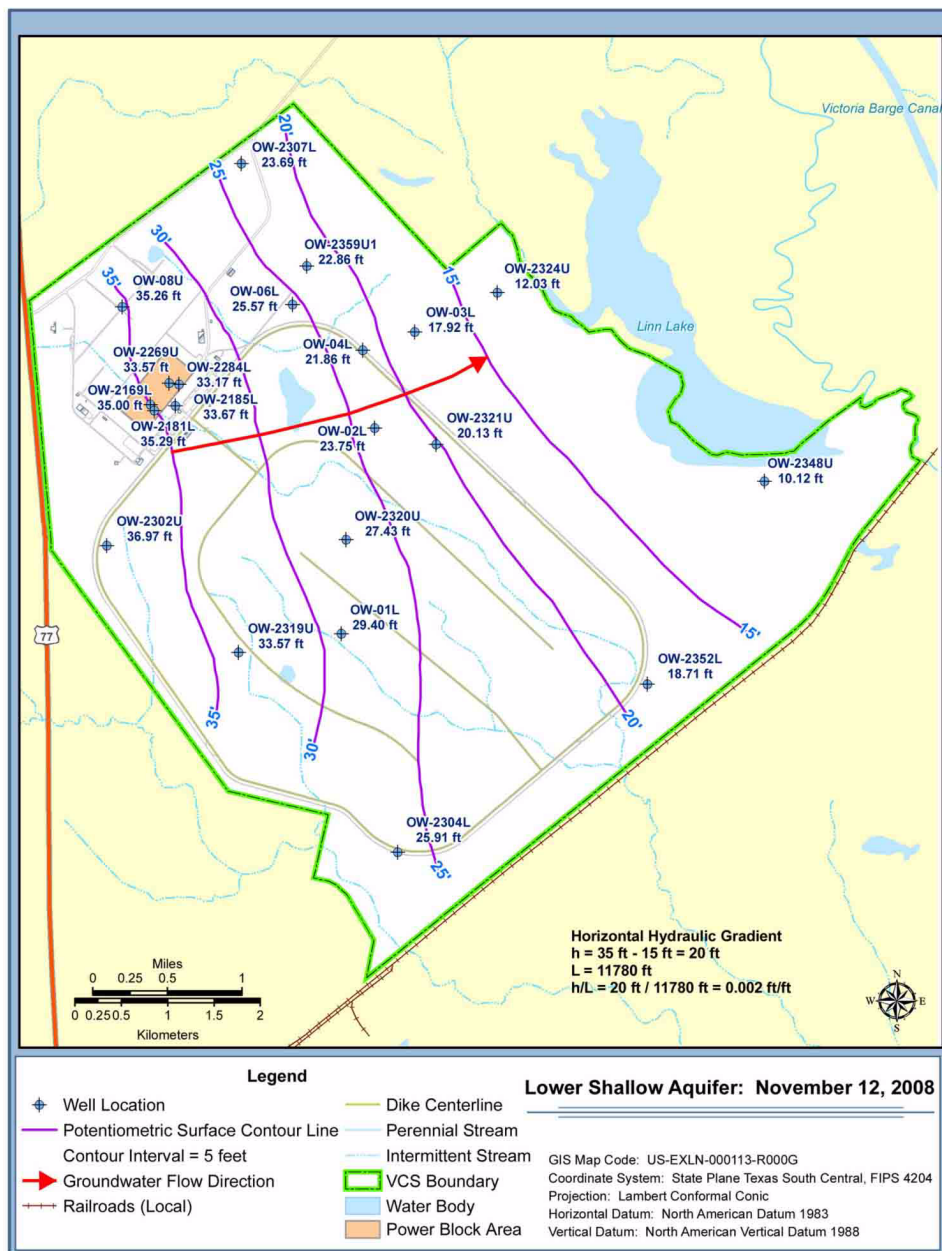 Victoria Barge Canal
20'
OW-2307L
23.69 ft
25'
30'
OW-2359U1
22.86 ft
35'
OW-08U
35.26 ft
OW-06L
25.57 ft
15'
OW-2324U
12.03 ft
OW-03L
17.92 ft
Linn Lake
OW-04L
21.86 ft
OW-2269U
33.57 ft
OW-2284L
33.17 ft
OW-2169L
35.00 ft
OW-2185L
33.67 ft
OW-2181L
35.29 ft
OW-02L
23.75 ft
OW-2321U
20.13 ft
OW-2348U
10.12 ft
OW-2302U
36.97 ft
OW-2320U
27.43 ft
77
OW-01L
29.40 ft
OW-2319U
33.57 ft
15'
OW-2352L
18.71 ft
35'
20'
30'
OW-2304L
25.91 ft
25'
Horizontal Hydraulic Gradient
h = 35 ft - 15 ft = 20 ft
L = 11780 ft
h/L = 20 ft / 11780 ft = 0.002 ft/ft
Miles
0 0.25 0.5 1
0 0.25 0.5 1 2
Kilometers
N
W E
S
Legend
Well Location
Potentiometric Surface Contour Line
Contour Interval = 5 feet
Groundwater Flow Direction
Railroads (Local)
Dike Centerline
Perennial Stream
Intermittent Stream
VCS Boundary
Water Body
Power Block Area
Lower Shallow Aquifer: November 12, 2008
GIS Map Code: US-EXLN-000113-R000G
Coordinate System: State Plane Texas South Central, FIPS 4204
Projection: Lambert Conformal Conic
Horizontal Datum: North American Datum 1983
Vertical Datum: North American Vertical Datum 1988